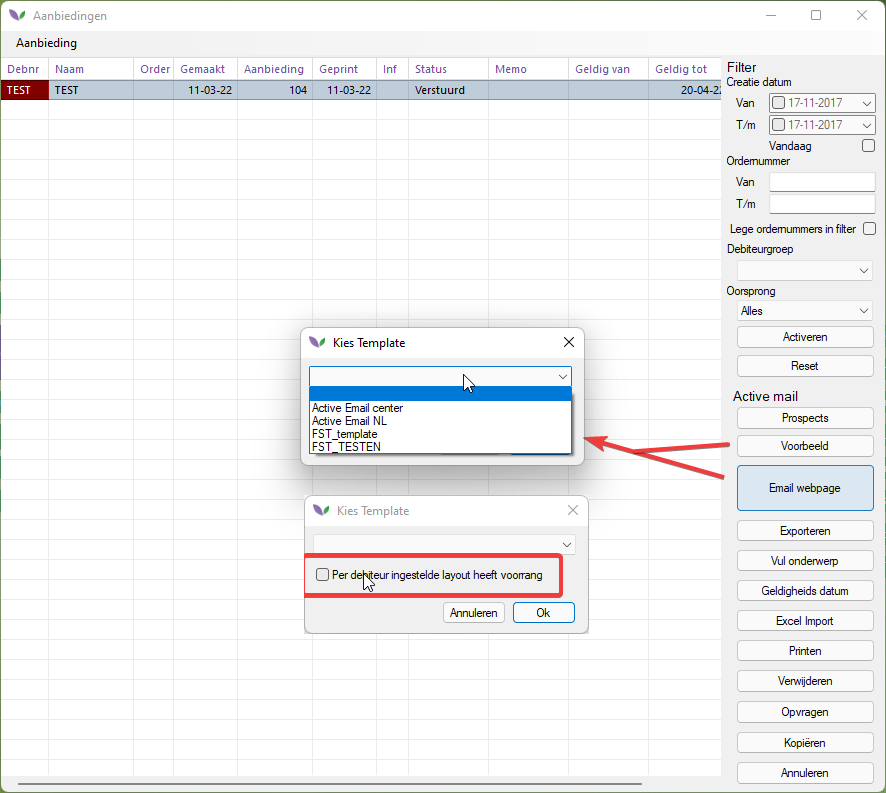 Aanbiedingen
Aanbieding
Debnr Naam Order Gemaakt Aanbieding Geprint Inf Status Memo Geldig van Geldig tot
TEST TEST 11-03-22 104 11-03-22 Verstuurd 20-04-22
Filter
Creatie datum
Van 17-11-2017
T/m 17-11-2017
Vandaag
Ordernummer
Van
T/m
Lege ordernummers in filter
Debiteurgroep
Oorsprong
Alles
Activeren
Reset
Active mail
Prospects
Voorbeeld
Email webpage
Exporteren
Vul onderwerp
Geldigheids datum
Excel Import
Printen
Verwijderen
Opvragen
Kopiëren
Annuleren
Kies Template
Active Email center
Active Email NL
FST_template
FST_TESTEN
Kies Template
Per debiteur ingestelde layout heeft voorrang
Annuleren Ok